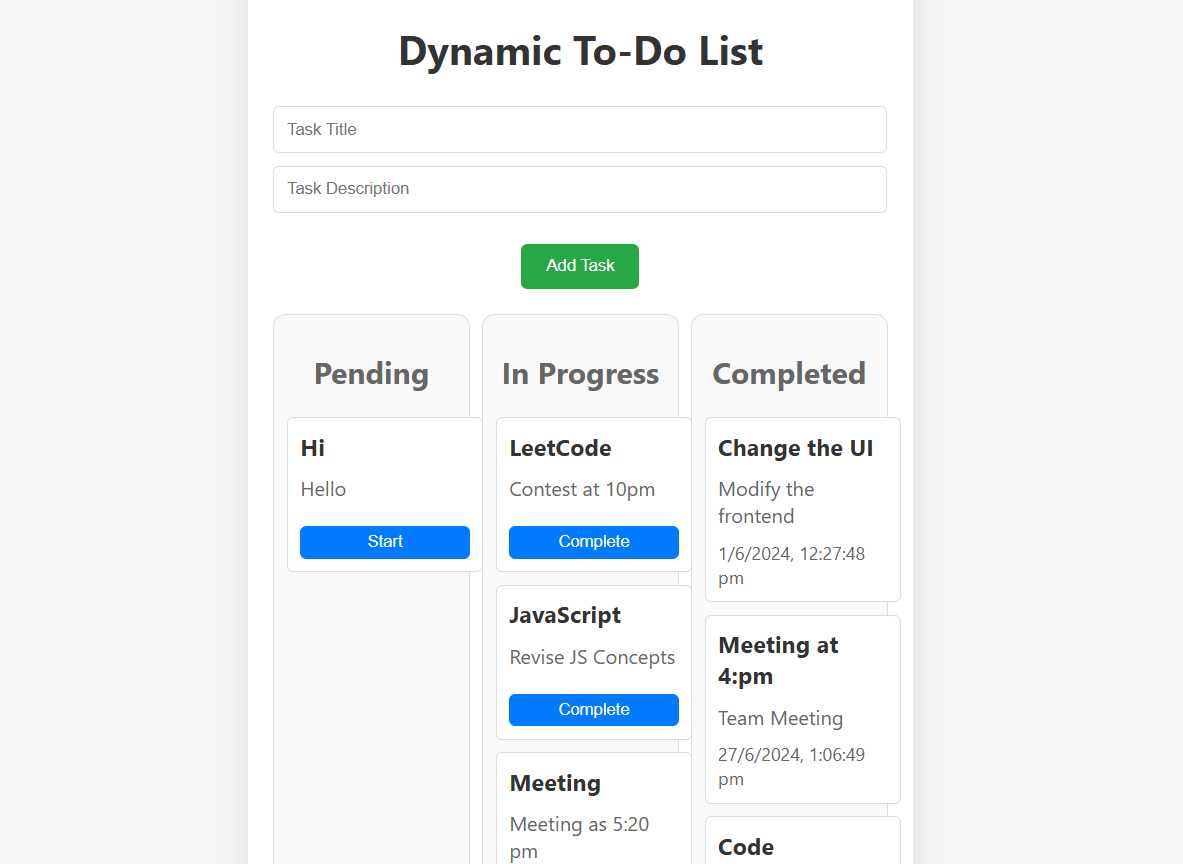 Dynamic To-Do List
Task Title
Task Description
Add Task
Pending
Hi
Hello
Start
In Progress
LeetCode
Contest at 10pm
Complete
JavaScript
Revise JS Concepts
Complete
Meeting
Meeting as 5:20
pm
Completed
Change the UI
Modify the
frontend
1/6/2024, 12:27:48
pm
Meeting at
4:pm
Team Meeting
27/6/2024, 1:06:49
pm
Code